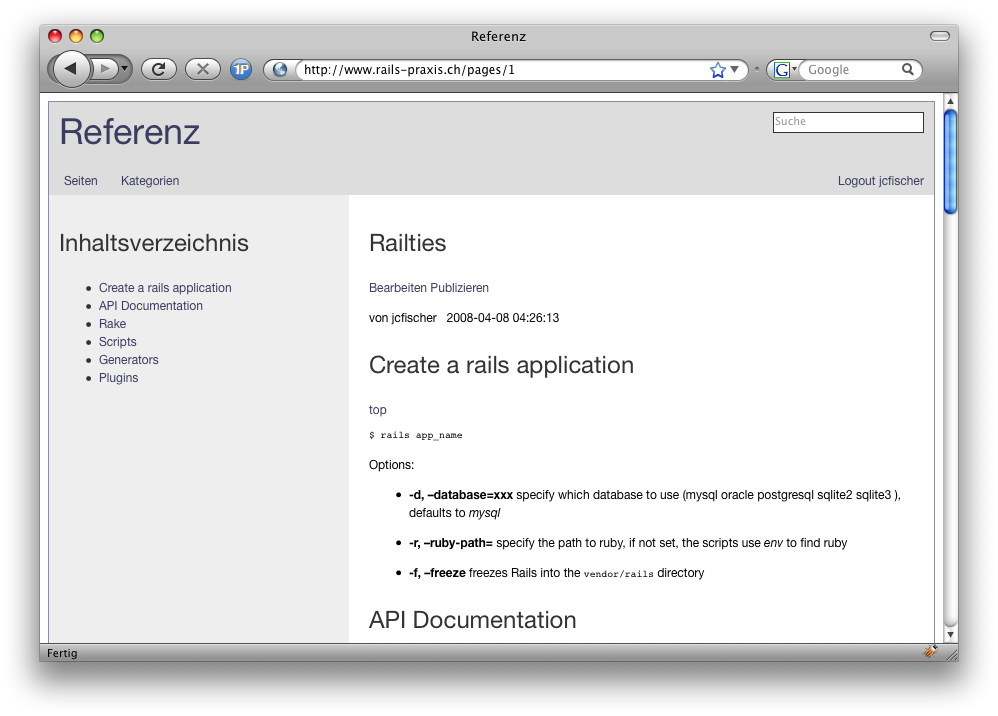 Referenz
1P
http://www.rails-praxis.ch/pages/1
G
Google
Referenz
Suche
Seiten
Kategorien
Logout jcfischer
Inhaltsverzeichnis
Create a rails application
API Documentation
Rake
Scripts
Generators
Plugins
Railties
Bearbeiten Publizieren
von jcfischer 2008-04-08 04:26:13
Create a rails application
top
$ rails app_name
Options:
-d, –database=xxx specify which database to use (mysql oracle postgresql sqlite2 sqlite3 ),
defaults to mysql
-r, –ruby-path= specify the path to ruby, if not set, the scripts use env to find ruby
-f, –freeze freezes Rails into the vendor/rails directory
API Documentation
Fertig